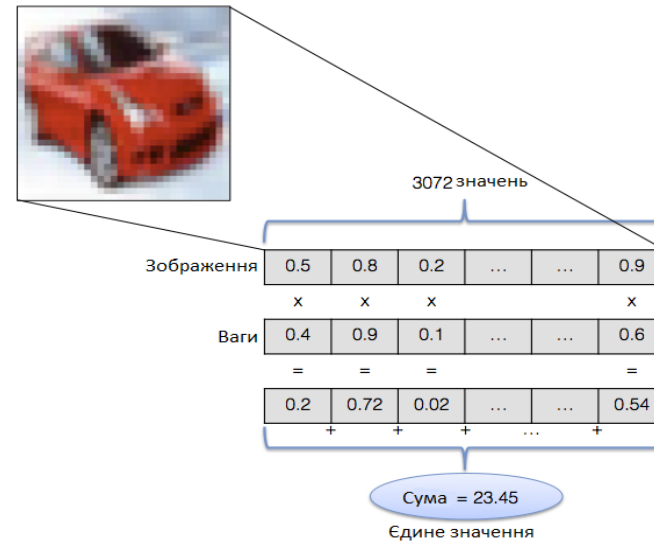 3072 значень
Зображення 0.5 0.8 0.2 ... ... 0.9
x x x x
Ваги 0.4 0.9 0.1 ... ... 0.6
= = = =
0.2 0.72 0.02 ... ... 0.54
+ + + ... +
Сума = 23.45
Єдине значення